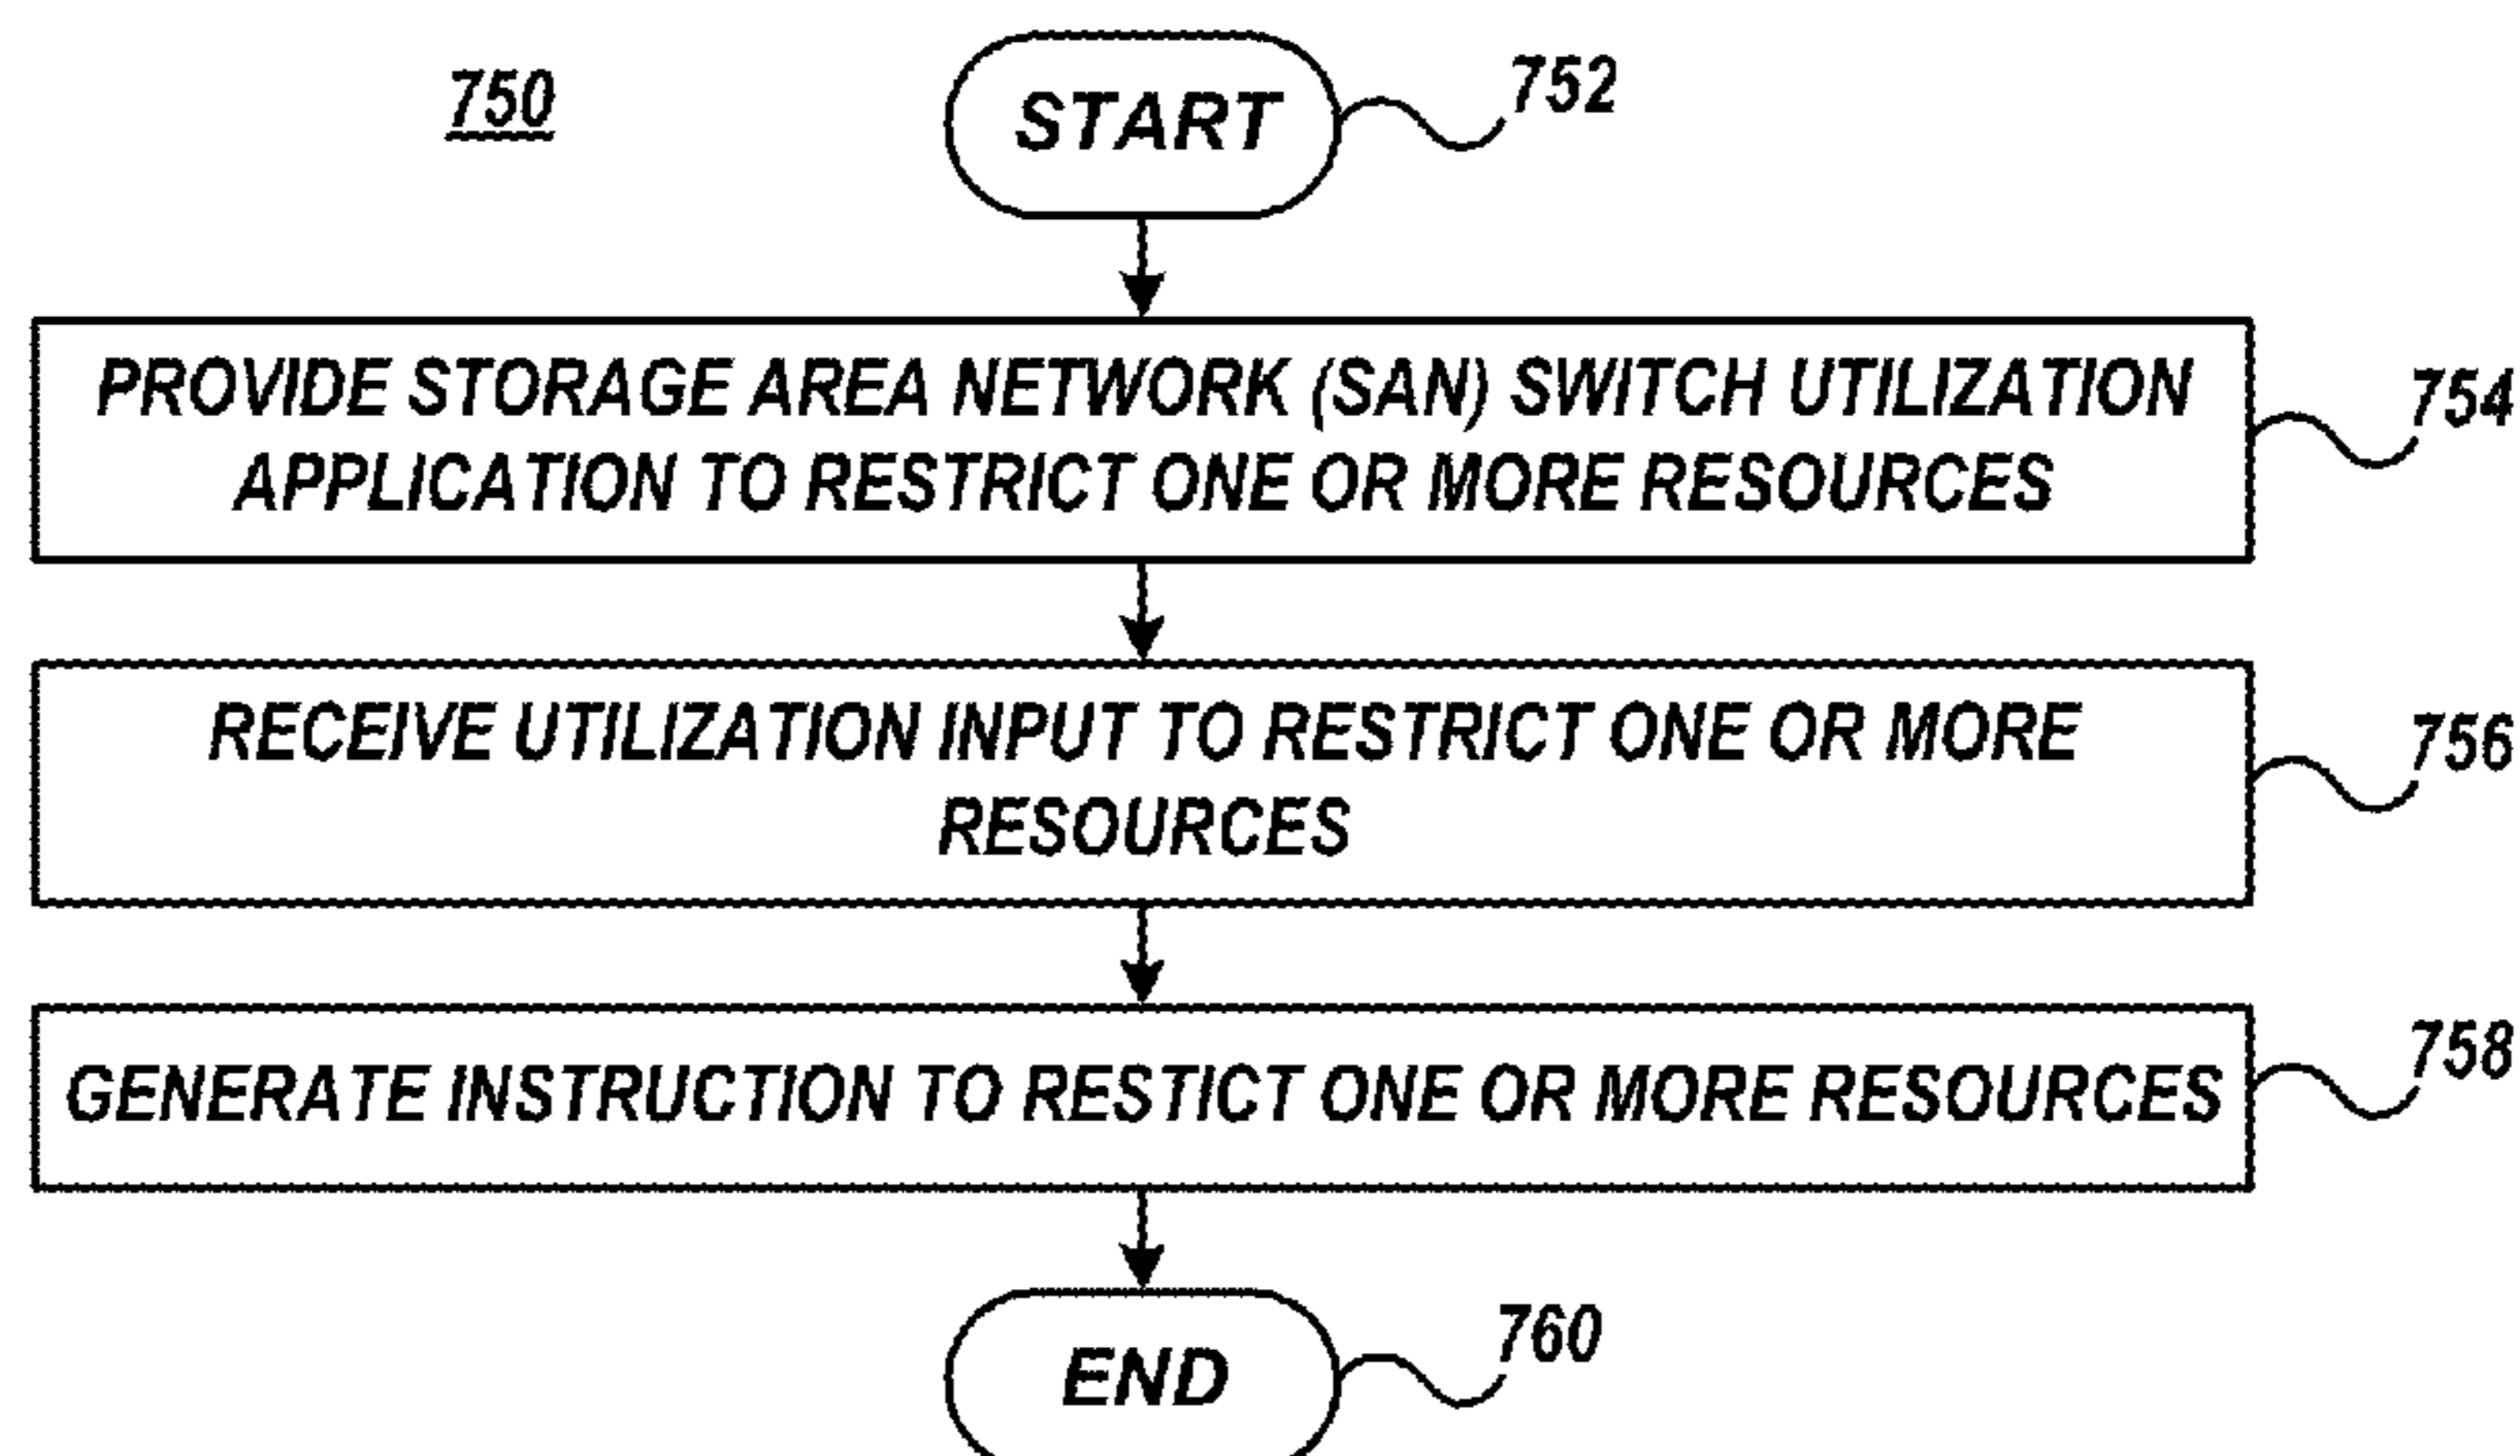 750
START
752
PROVIDE STORAGE AREA NETWORK (SAN) SWITCH UTILIZATION
APPLICATION TO RESTRICT ONE OR MORE RESOURCES
754
RECEIVE UTILIZATION INPUT TO RESTRICT ONE OR MORE
RESOURCES
756
GENERATE INSTRUCTION TO RESTICT ONE OR MORE RESOURCES
758
END
760